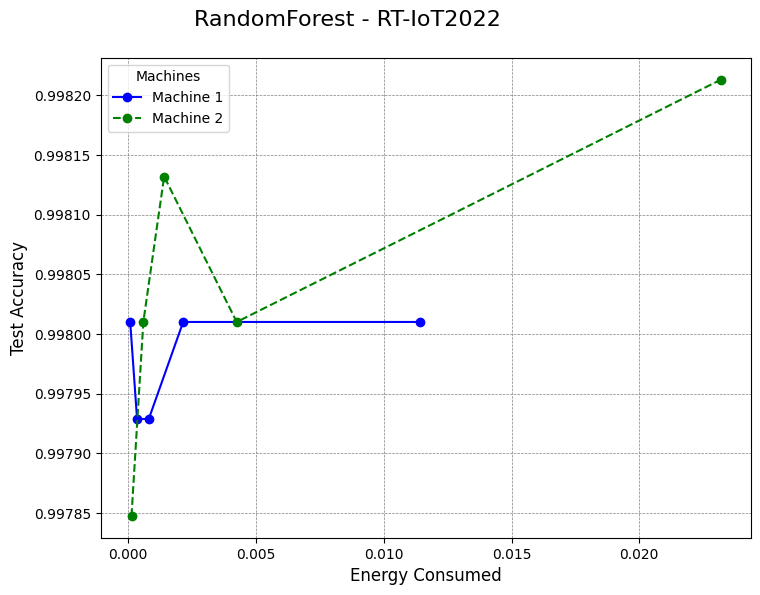 RandomForest - RT-IoT2022
Machines
Machine 1
Machine 2
0.99820
0.99815
0.99810
0.99805
0.99800
0.99795
0.99790
0.99785
Test Accuracy
0.000 0.005 0.010 0.015 0.020
Energy Consumed